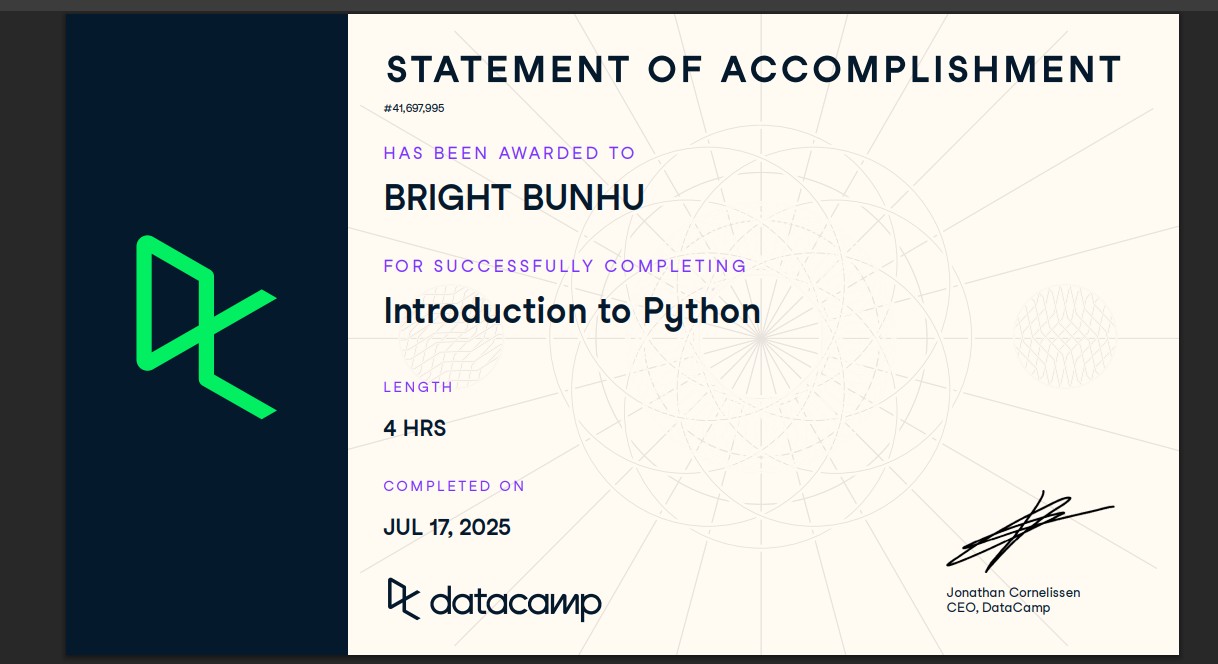 STATEMENT OF ACCOMPLISHMENT
#41,697,995
HAS BEEN AWARDED TO
BRIGHT BUNHU
FOR SUCCESSFULLY COMPLETING
Introduction to Python
LENGTH
4 HRS
COMPLETED ON
JUL 17, 2025
datacamp
Jonathan Cornelissen
CEO, DataCamp